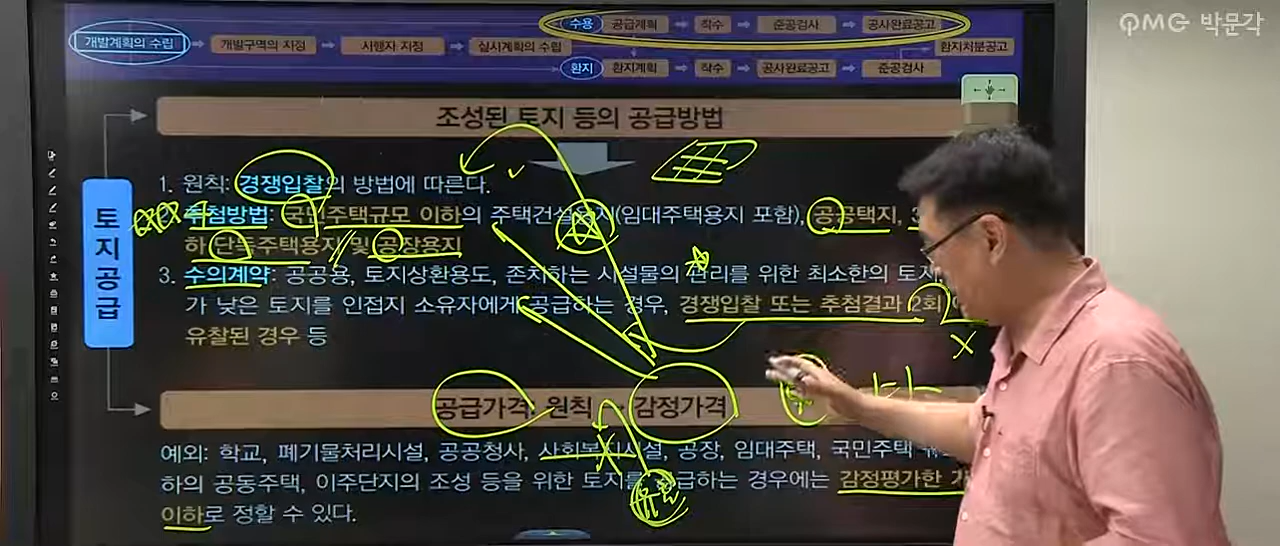 QMG 박문각
수용 공급계획 착수 준공검사 공사완료공고
개발계획의 수립 개발구역의 지정 시행자 지정 실시계획의 수립 환지처분공고
환지 환지계획 착수 공사완료공고 준공검사
조성된 토지 등의 공급방법
토지공급
1. 원칙: 경쟁입찰의 방법에 따른다.
추첨방법: 국민주택규모 이하의 주택건설용지(임대주택용지 포함), 공공택지,
하 단독주택용지 및 공장용지
3. 수의계약: 공공용, 토지상환용도, 존치하는 시설물의 관리를 위한 최소한의 토지,
가 낮은 토지를 인접지 소유자에게 공급하는 경우, 경쟁입찰 또는 추첨결과 2회
유찰된 경우 등
공급가격: 원칙 감정가격
예외: 학교, 폐기물처리시설, 공공청사, 사회복지시설, 공장, 임대주택, 국민주택
하의 공동주택, 이주단지의 조성 등을 위한 토지를 공급하는 경우에는 감정평가한
이하로 정할 수 있다.